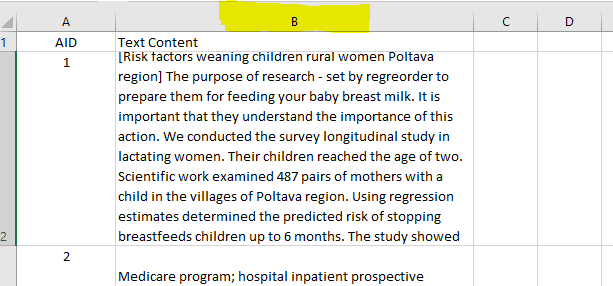 A B C D
1 AID Text Content
1 [Risk factors weaning children rural women Poltava
region] The purpose of research - set by regreorder to
prepare them for feeding your baby breast milk. It is
important that they understand the importance of this
action. We conducted the survey longitudinal study in
lactating women. Their children reached the age of two.
Scientific work examined 487 pairs of mothers with a
child in the villages of Poltava region. Using regression
estimates determined the predicted risk of stopping
2 breastfeeds children up to 6 months. The study showed
2
Medicare program; hospital inpatient prospective